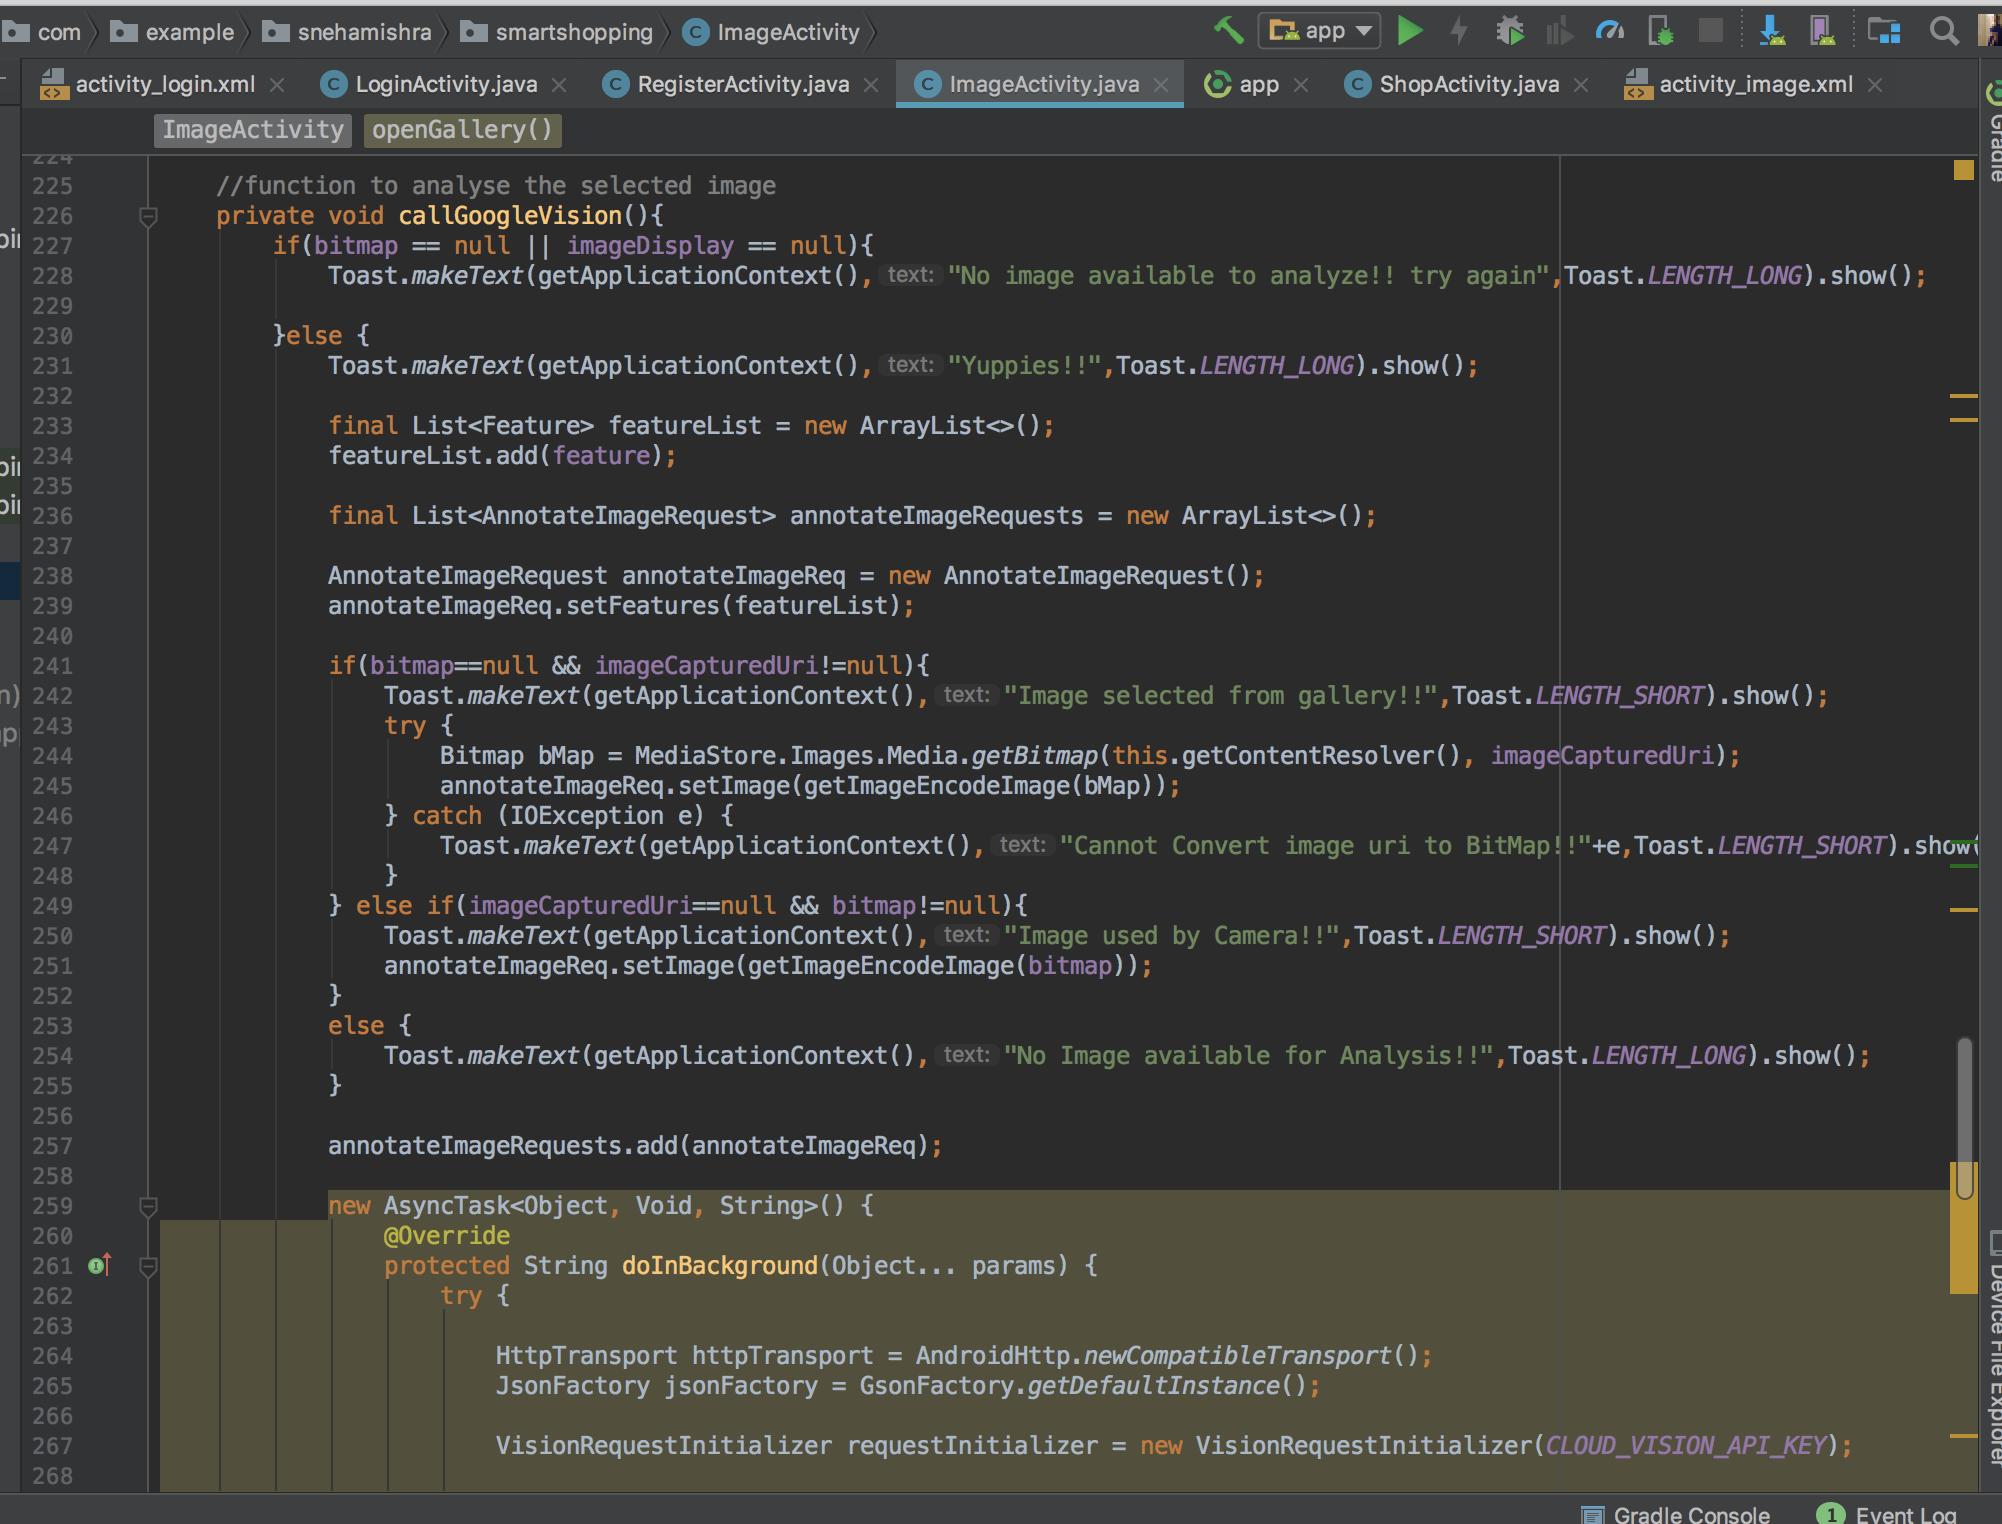 com example snehamishra smartshopping ImageActivity app
activity_login.xml LoginActivity.java RegisterActivity.java ImageActivity.java app ShopActivity.java activity_image.xml
ImageActivity openGallery()
224
225 //function to analyse the selected image
226 private void callGoogleVision(){
227 if(bitmap == null || imageDisplay == null){
228 Toast.makeText(getApplicationContext(), text: "No image available to analyze!! try again",Toast.LENGTH_LONG).show();
229
230 }else {
231 Toast.makeText(getApplicationContext(), text: "Yuppies!!",Toast.LENGTH_LONG).show();
232
233 final List<Feature> featureList = new ArrayList<>();
234 featureList.add(feature);
235
236 final List<AnnotateImageRequest> annotateImageRequests = new ArrayList<>();
237
238 AnnotateImageRequest annotateImageReq = new AnnotateImageRequest();
239 annotateImageReq.setFeatures(featureList);
240
241 if(bitmap==null && imageCapturedUri!=null){
242 Toast.makeText(getApplicationContext(), text: "Image selected from gallery!!",Toast.LENGTH_SHORT).show();
243 try {
244 Bitmap bMap = MediaStore.Images.Media.getBitmap(this.getContentResolver(), imageCapturedUri);
245 annotateImageReq.setImage(getImageEncodeImage(bMap));
246 } catch (IOException e) {
247 Toast.makeText(getApplicationContext(), text: "Cannot Convert image uri to BitMap!!"+e,Toast.LENGTH_SHORT).show(
248 }
249 } else if(imageCapturedUri==null && bitmap!=null){
250 Toast.makeText(getApplicationContext(), text: "Image used by Camera!!",Toast.LENGTH_SHORT).show();
251 annotateImageReq.setImage(getImageEncodeImage(bitmap));
252 }
253 else {
254 Toast.makeText(getApplicationContext(), text: "No Image available for Analysis!!",Toast.LENGTH_LONG).show();
255 }
256
257 annotateImageRequests.add(annotateImageReq);
258
259 new AsyncTask<Object, Void, String>() {
260 @Override
261 protected String doInBackground(Object... params) {
262 try {
263
264 HttpTransport httpTransport = AndroidHttp.newCompatibleTransport();
265 JsonFactory jsonFactory = GsonFactory.getDefaultInstance();
266
267 VisionRequestInitializer requestInitializer = new VisionRequestInitializer(CLOUD_VISION_API_KEY);
268
Gradle
Device File Explorer
Gradle Console 1 Event Log